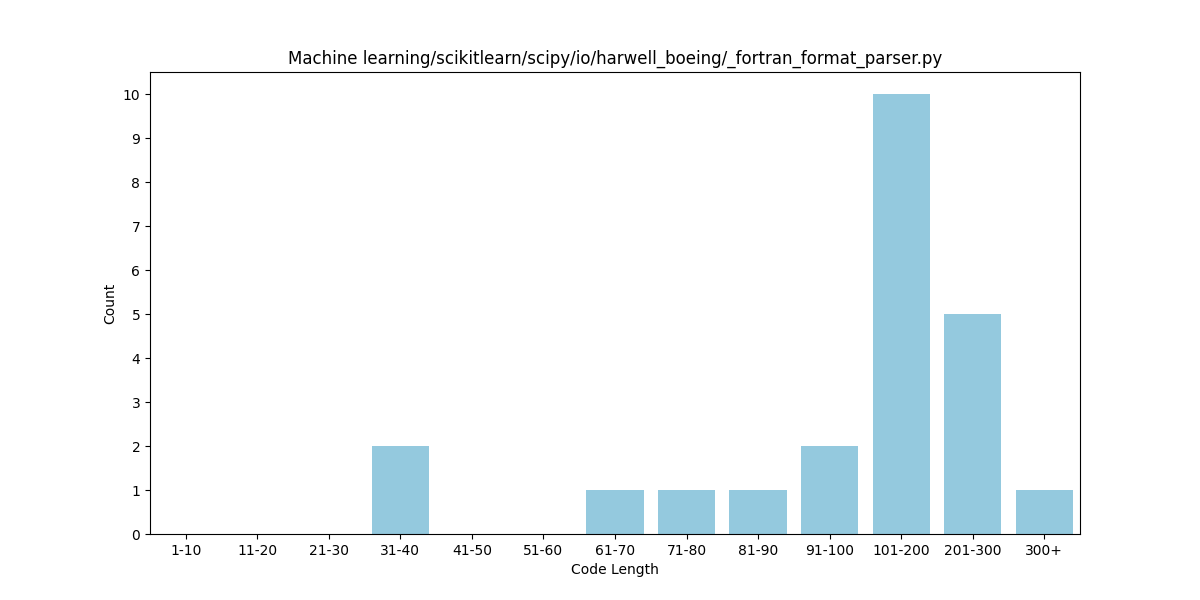 Machine learning/scikitlearn/scipy/io/harwell_boeing/_fortran_format_parser.py
10
9
8
7
6
5
4
3
2
1
0
Count
1-10 11-20 21-30 31-40 41-50 51-60 61-70 71-80 81-90 91-100 101-200 201-300 300+
Code Length